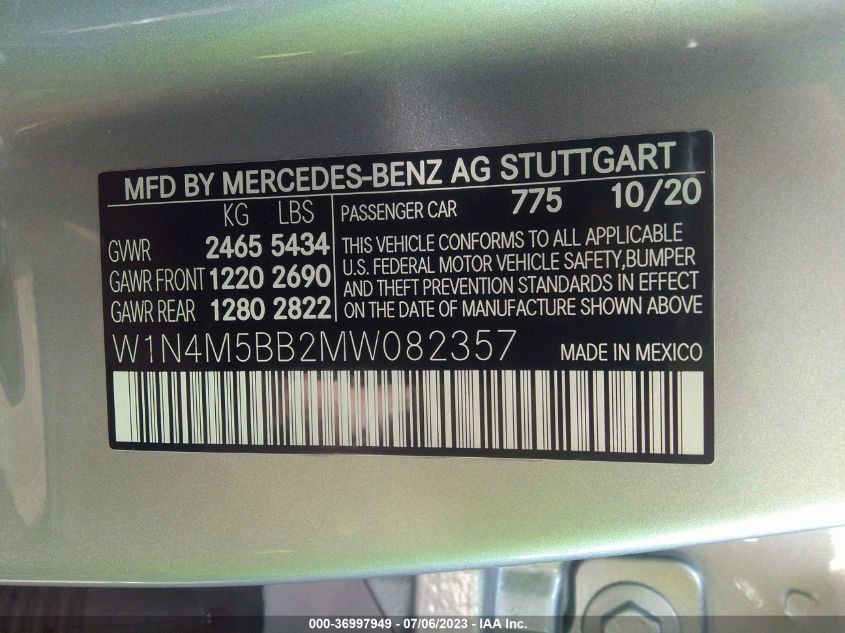 MFD BY MERCEDES-BENZ AG STUTTGART
KG LBS
GVWR 2465 5434
GAWR FRONT 1220 2690
GAWR REAR 1280 2822
PASSENGER CAR 775 10/20
THIS VEHICLE CONFORMS TO ALL APPLICABLE
U.S. FEDERAL MOTOR VEHICLE SAFETY,BUMPER
AND THEFT PREVENTION STANDARDS IN EFFECT
ON THE DATE OF MANUFACTURE SHOWN ABOVE
W1N4M5BB2MW082357 MADE IN MEXICO
000-36997949 - 07/06/2023 - IAA Inc.